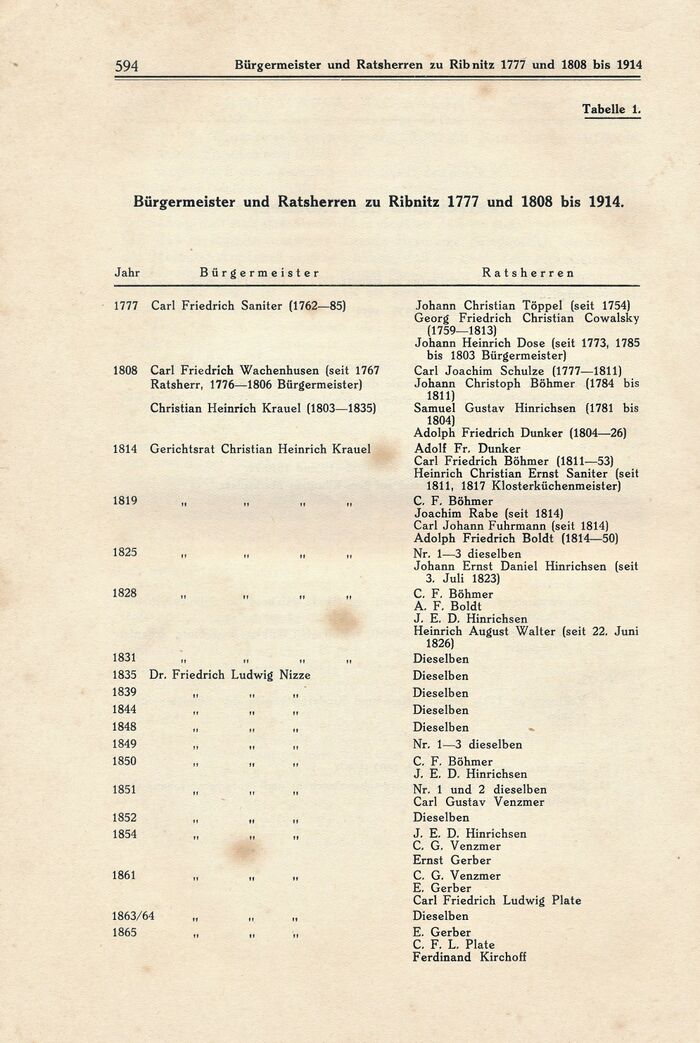 594 Bürgermeister und Ratsherren zu Ribnitz 1777 und 1808 bis 1914
Tabelle 1.
Bürgermeister und Ratsherren zu Ribnitz 1777 und 1808 bis 1914.
Jahr Bürgermeister Ratsherren
1777 Carl Friedrich Saniter (1762—85) Johann Christian Töppel (seit 1754)
Georg Friedrich Christian Cowalsky
(1759—1813)
Johann Heinrich Dose (seit 1773, 1785
bis 1803 Bürgermeister)
1808 Carl Friedrich Wachenhusen (seit 1767 Carl Joachim Schulze (1777—1811)
Ratsherr, 1776—1806 Bürgermeister) Johann Christoph Böhmer (1784 bis
1811)
Christian Heinrich Krauel (1803—1835) Samuel Gustav Hinrichsen (1781 bis
1804)
Adolph Friedrich Dunker (1804—26)
1814 Gerichtsrat Christian Heinrich Krauel Adolf Fr. Dunker
Carl Friedrich Böhmer (1811—53)
Heinrich Christian Ernst Saniter (seit
1811, 1817 Klosterküchenmeister)
1819 „ „ „ „ C. F. Böhmer
Joachim Rabe (seit 1814)
Carl Johann Fuhrmann (seit 1814)
Adolph Friedrich Boldt (1814—50)
1825 „ „ „ „ Nr. 1—3 dieselben
Johann Ernst Daniel Hinrichsen (seit
3. Juli 1823)
1828 „ „ „ „ C. F. Böhmer
A. F. Boldt
J. E. D. Hinrichsen
Heinrich August Walter (seit 22. Juni
1826)
1831 „ „ „ „ Dieselben
1835 Dr. Friedrich Ludwig Nizze Dieselben
1839 „ „ „ Dieselben
1844 „ „ „ Dieselben
1848 „ „ „ Dieselben
1849 „ „ „ Nr. 1—3 dieselben
1850 „ „ „ C. F. Böhmer
J. E. D. Hinrichsen
1851 „ „ „ Nr. 1 und 2 dieselben
Carl Gustav Venzmer
1852 „ „ „ Dieselben
1854 „ „ „ J. E. D. Hinrichsen
C. G. Venzmer
Ernst Gerber
1861 „ „ „ C. G. Venzmer
E. Gerber
Carl Friedrich Ludwig Plate
1863/64 „ „ „ Dieselben
1865 „ „ „ E. Gerber
C. F. L. Plate
Ferdinand Kirchoff